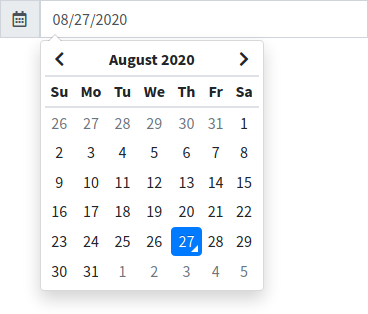 08/27/2020
August 2020
Su Mo Tu We Th Fr Sa
26 27 28 29 30 31 1
2 3 4 5 6 7 8
9 10 11 12 13 14 15
16 17 18 19 20 21 22
23 24 25 26 27 28 29
30 31 1 2 3 4 5